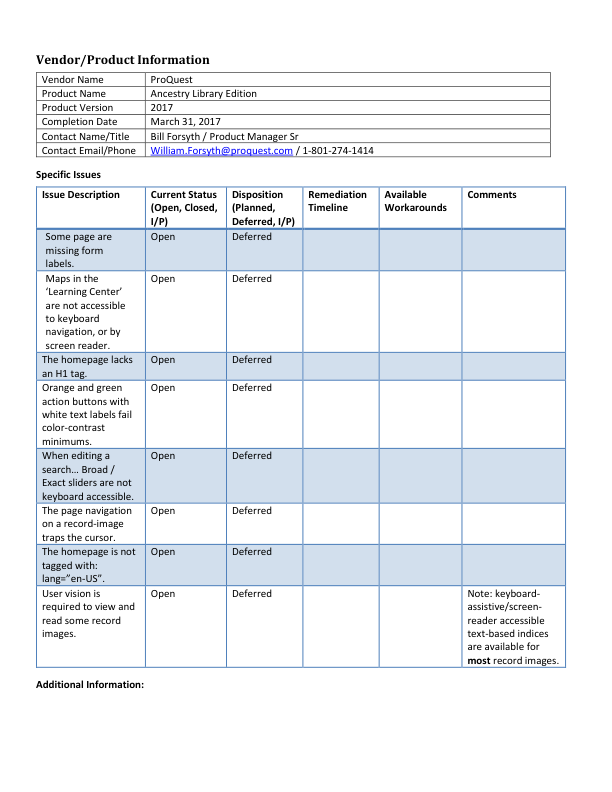 Vendor/Product Information
Vendor Name ProQuest
Product Name Ancestry Library Edition
Product Version 2017
Completion Date March 31, 2017
Contact Name/Title Bill Forsyth / Product Manager Sr
Contact Email/Phone William.Forsyth@proquest.com / 1-801-274-1414
Specific Issues
Issue Description Current Status Disposition Remediation Available Comments
(Open, Closed, (Planned, Timeline Workarounds
I/P) Deferred, I/P)
Some page are Open Deferred
missing form
labels.
Maps in the Open Deferred
‘Learning Center’
are not accessible
to keyboard
navigation, or by
screen reader.
The homepage lacks Open Deferred
an H1 tag.
Orange and green Open Deferred
action buttons with
white text labels fail
color-contrast
minimums.
When editing a Open Deferred
search… Broad /
Exact sliders are not
keyboard accessible.
The page navigation Open Deferred
on a record-image
traps the cursor.
The homepage is not Open Deferred
tagged with:
lang=”en-US”.
User vision is Open Deferred Note: keyboard-
required to view and assistive/screen-
read some record reader accessible
images. text-based indices
are available for
most record images.
Additional Information: